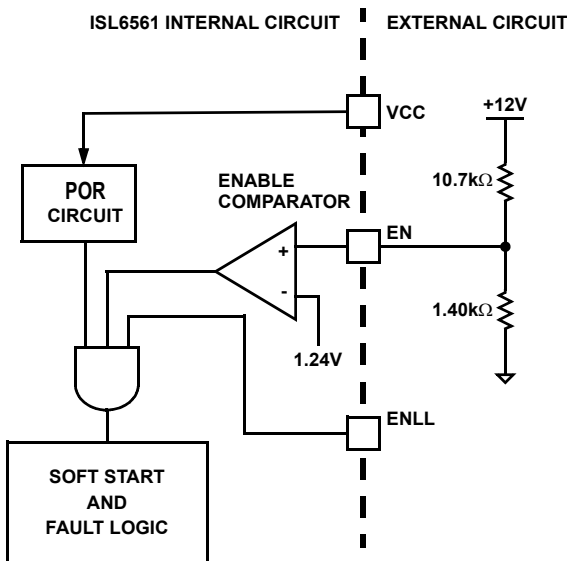 ISL6561 INTERNAL CIRCUIT
EXTERNAL CIRCUIT
VCC
+12V
POR
CIRCUIT
ENABLE
COMPARATOR
10.7kΩ
+
EN
-
1.24V
1.40kΩ
ENLL
SOFT START
AND
FAULT LOGIC